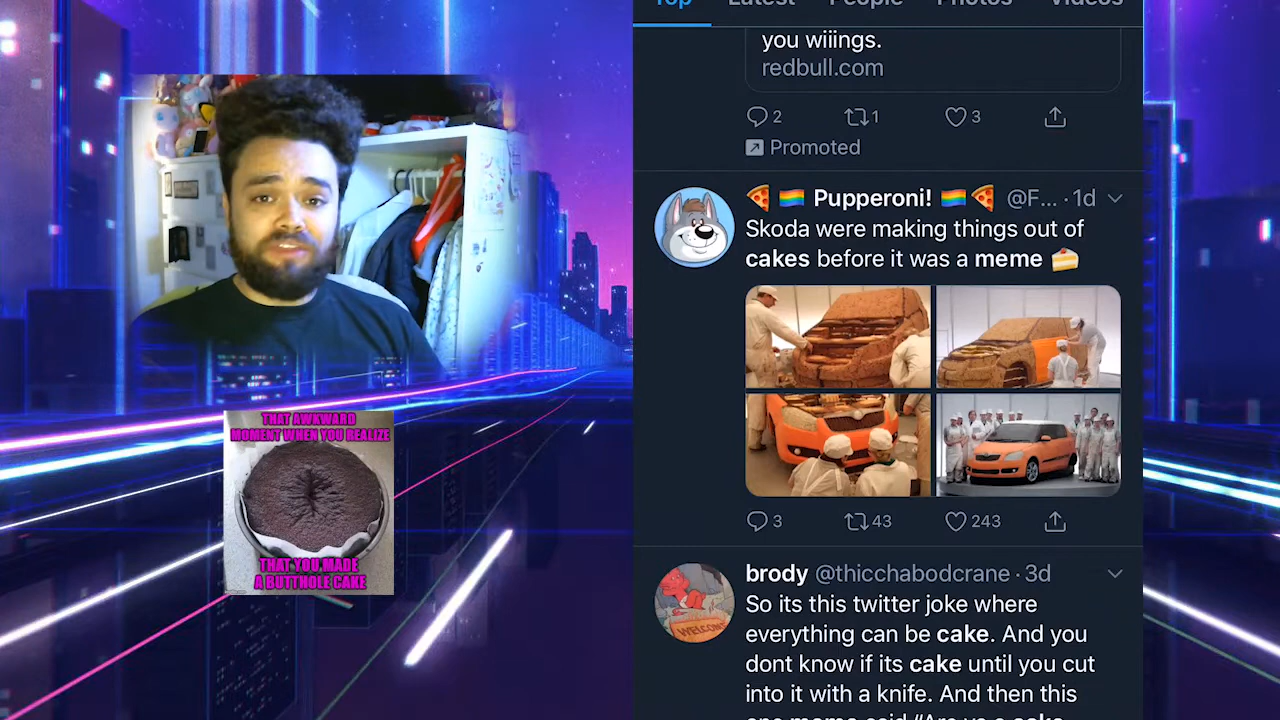 Top Latest People Photos Videos
you wiiings.
redbull.com
2 1 3
Promoted
🍕 🏳️‍🌈 Pupperoni! 🏳️‍🌈 🍕 @F... · 1d
Skoda were making things out of
cakes before it was a meme 🍰
3 43 243
brody @thicchabodcrane · 3d
So its this twitter joke where
everything can be cake. And you
dont know if its cake until you cut
into it with a knife. And then this
THAT AWKWARD
MOMENT WHEN YOU REALIZE
THAT YOU MADE
A BUTTHOLE CAKE